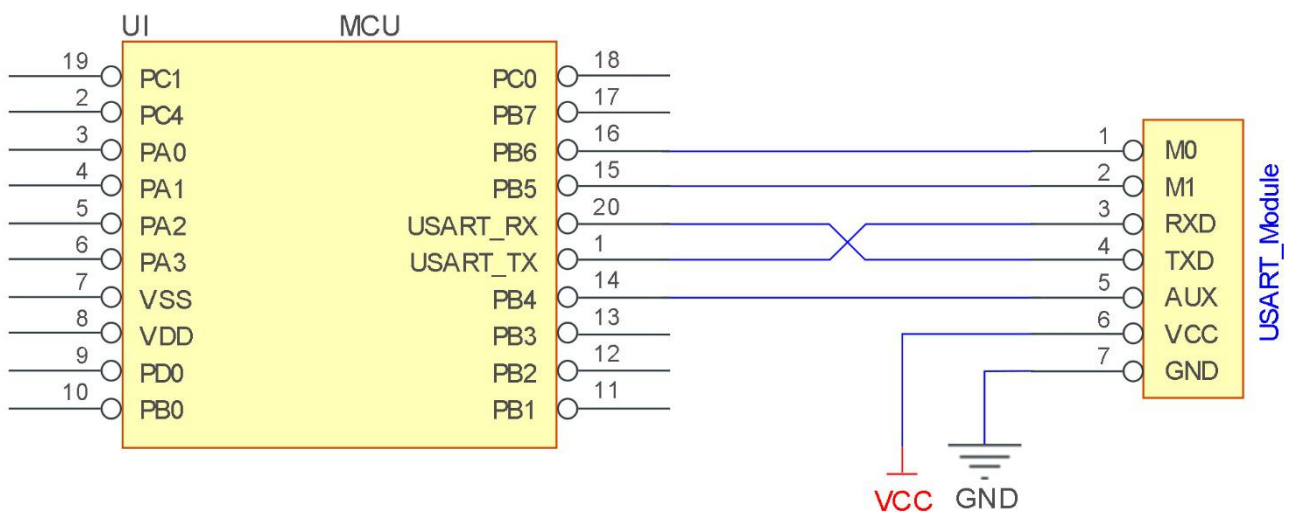 UI MCU
19 PC1 PC0 18
2 PC4 PB7 17
3 PA0 PB6 16 1 M0
4 PA1 PB5 15 2 M1
5 PA2 USART_RX 20 3 RXD
6 PA3 USART_TX 1 4 TXD
7 VSS PB4 14 5 AUX
8 VDD PB3 13 6 VCC
9 PD0 PB2 12 7 GND
10 PB0 PB1 11
USART_Module
VCC GND